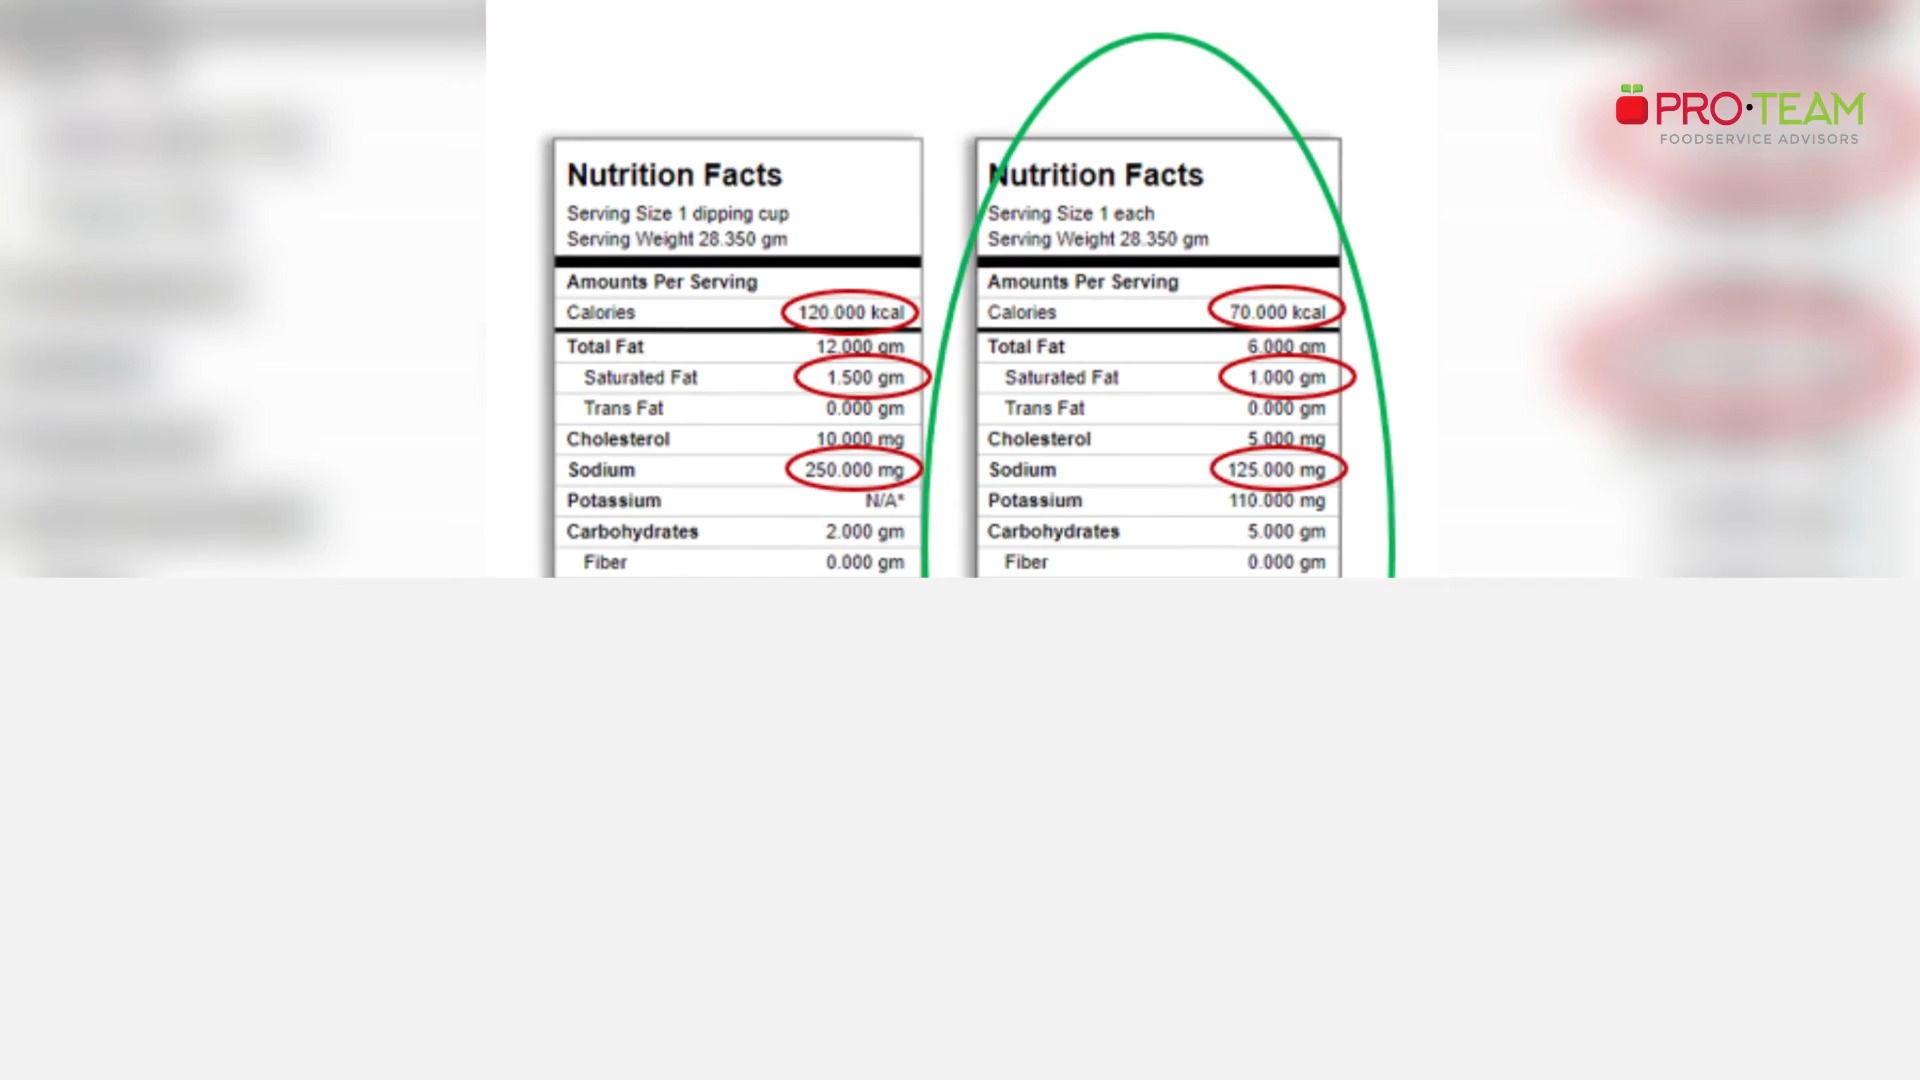 PRO·TEAM
FOODSERVICE ADVISORS
Nutrition Facts
Serving Size 1 dipping cup
Serving Weight 28.350 gm
Amounts Per Serving
Calories 120.000 kcal
Total Fat 12.000 gm
Saturated Fat 1.500 gm
Trans Fat 0.000 gm
Cholesterol 10.000 mg
Sodium 250.000 mg
Potassium N/A*
Carbohydrates 2.000 gm
Fiber 0.000 gm
Nutrition Facts
Serving Size 1 each
Serving Weight 28.350 gm
Amounts Per Serving
Calories 70.000 kcal
Total Fat 6.000 gm
Saturated Fat 1.000 gm
Trans Fat 0.000 gm
Cholesterol 5.000 mg
Sodium 125.000 mg
Potassium 110.000 mg
Carbohydrates 5.000 gm
Fiber 0.000 gm